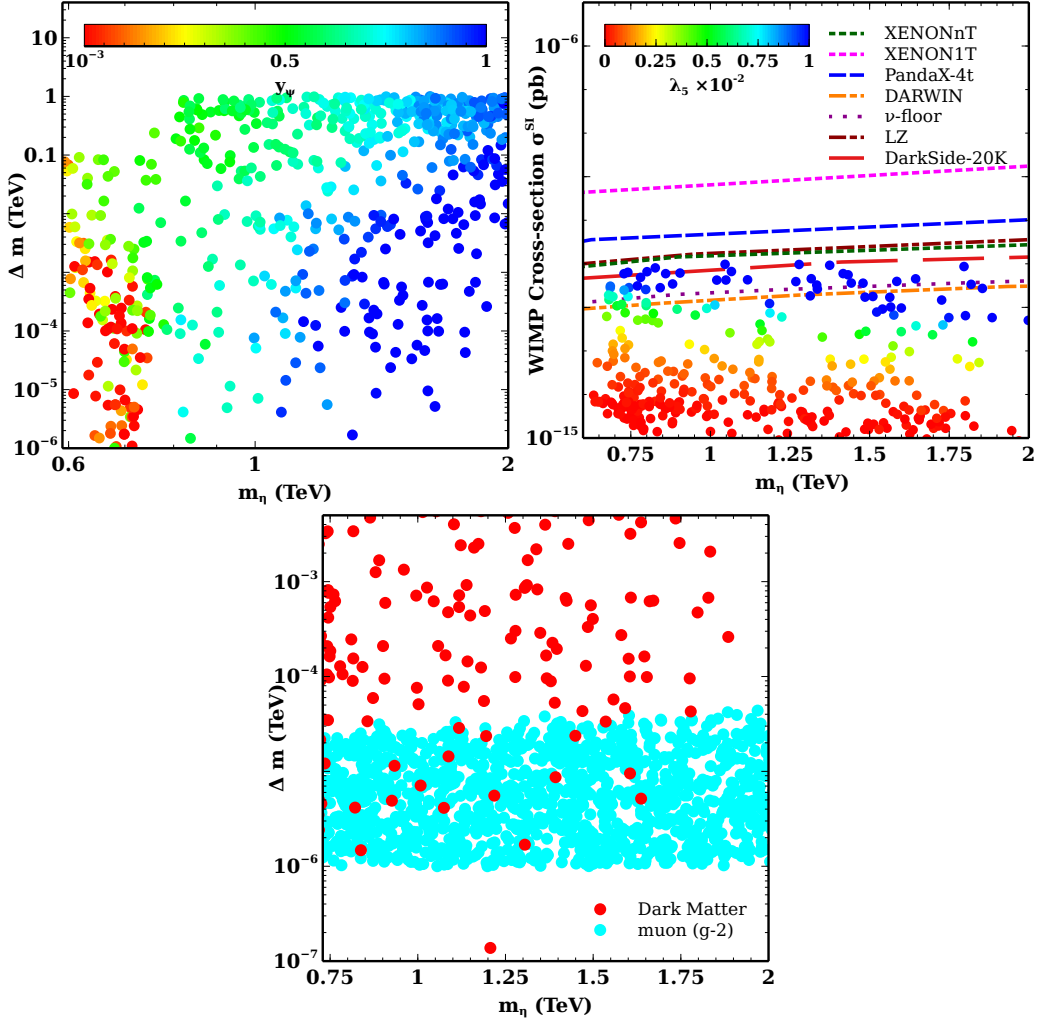 10
1
0.1
10⁻⁴
10⁻⁵
10⁻⁶
Δ m (TeV)
10⁻³ 0.5 1
y_ψ
0.6 1 2
m_η (TeV)
10⁻⁶
10⁻¹⁵
WIMP Cross-section σ^SI (pb)
0 0.25 0.5 0.75 1
λ₅ ×10⁻²
XENONnT
XENON1T
PandaX-4t
DARWIN
ν-floor
LZ
DarkSide-20K
0.75 1 1.25 1.5 1.75 2
m_η (TeV)
10⁻³
10⁻⁴
10⁻⁶
10⁻⁷
Δ m (TeV)
Dark Matter
muon (g-2)
0.75 1 1.25 1.5 1.75 2
m_η (TeV)